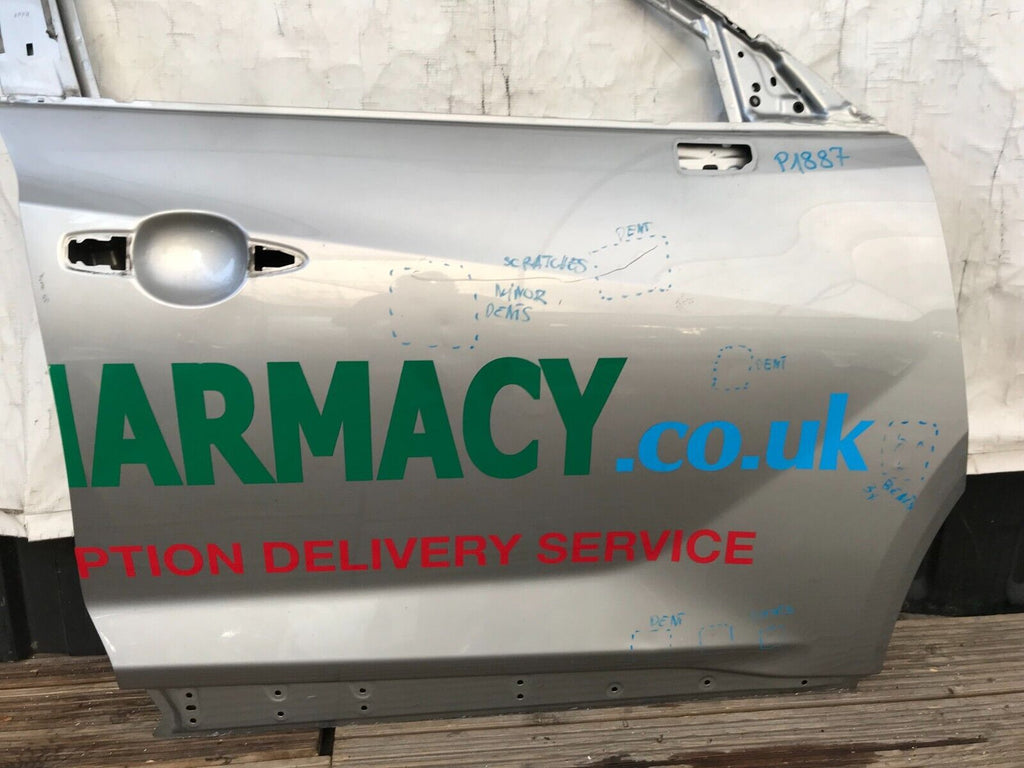 P1887
DENT
SCRATCHES
MINOR
DENTS
DENT
ARMACY.co.uk
PTION DELIVERY SERVICE
DENT